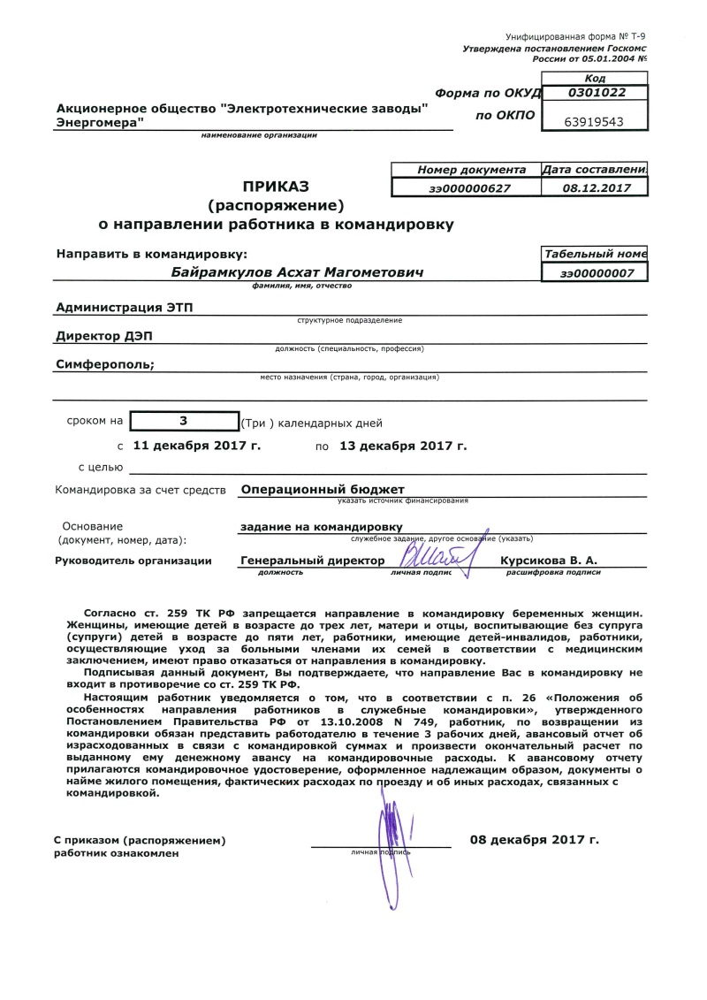 Унифицированная форма № Т-9
Утверждена постановлением Госкомс
России от 05.01.2004 №
Код
Форма по ОКУД 0301022
Акционерное общество "Электротехнические заводы"
Энергомера"
по ОКПО 63919543
наименование организации
Номер документа Дата составлени
ПРИКАЗ зэ000000627 08.12.2017
(распоряжение)
о направлении работника в командировку
Направить в командировку: Табельный номе
Байрамкулов Асхат Магометович зэ00000007
фамилия, имя, отчество
Администрация ЭТП
структурное подразделение
Директор ДЭП
должность (специальность, профессия)
Симферополь;
место назначения (страна, город, организация)
сроком на 3 (Три ) календарных дней
с 11 декабря 2017 г. по 13 декабря 2017 г.
с целью
Командировка за счет средств Операционный бюджет
указать источник финансирования
Основание задание на командировку
(документ, номер, дата): служебное задание, другое основание (указать)
Руководитель организации Генеральный директор Курсикова В. А.
должность личная подпис расшифровка подписи
Согласно ст. 259 ТК РФ запрещается направление в командировку беременных женщин.
Женщины, имеющие детей в возрасте до трех лет, матери и отцы, воспитывающие без супруга
(супруги) детей в возрасте до пяти лет, работники, имеющие детей-инвалидов, работники,
осуществляющие уход за больными членами их семей в соответствии с медицинским
заключением, имеют право отказаться от направления в командировку.
Подписывая данный документ, Вы подтверждаете, что направление Вас в командировку не
входит в противоречие со ст. 259 ТК РФ.
Настоящим работник уведомляется о том, что в соответствии с п. 26 «Положения об
особенностях направления работников в служебные командировки», утвержденного
Постановлением Правительства РФ от 13.10.2008 N 749, работник, по возвращении из
командировки обязан представить работодателю в течение 3 рабочих дней, авансовый отчет об
израсходованных в связи с командировкой суммах и произвести окончательный расчет по
выданному ему денежному авансу на командировочные расходы. К авансовому отчету
прилагаются командировочное удостоверение, оформленное надлежащим образом, документы о
найме жилого помещения, фактических расходах по проезду и об иных расходах, связанных с
командировкой.
С приказом (распоряжением) 08 декабря 2017 г.
работник ознакомлен личная подпись